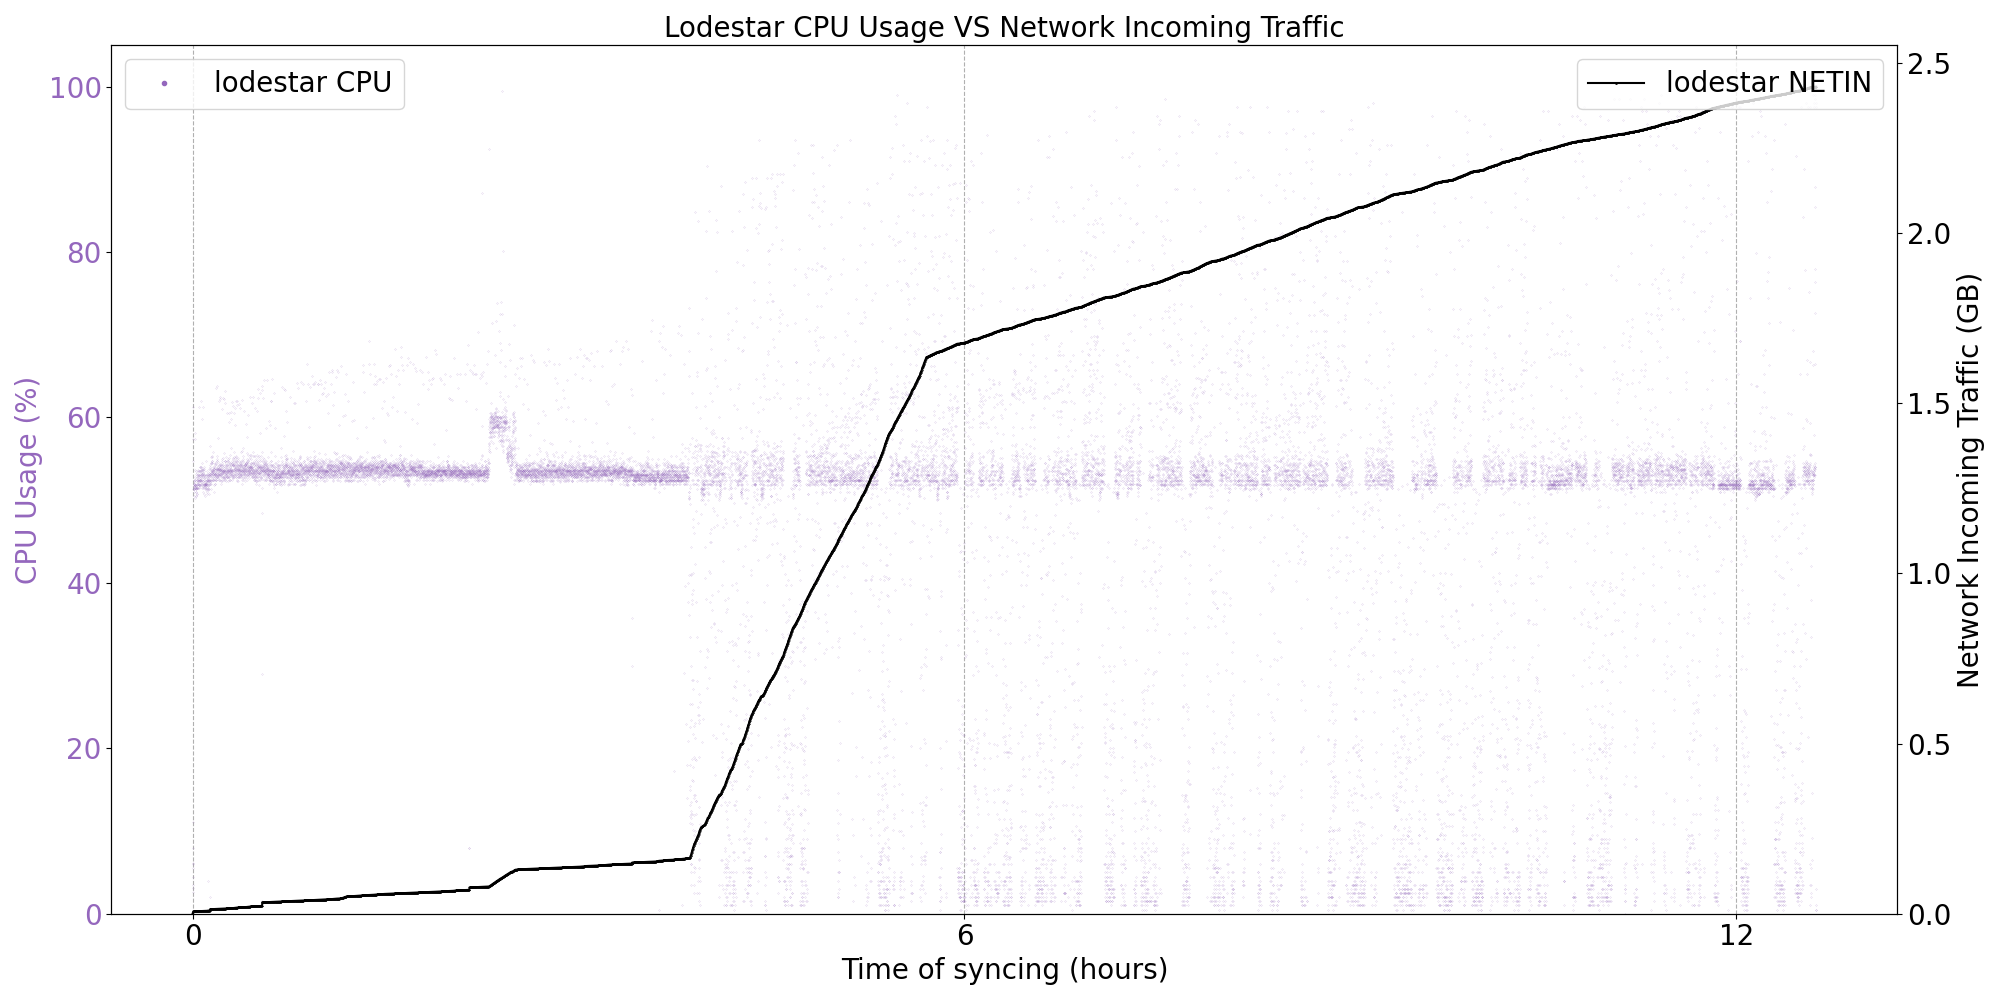 Lodestar CPU Usage VS Network Incoming Traffic
lodestar CPU
lodestar NETIN
CPU Usage (%)
100
80
60
40
20
0
2.5
2.0
1.5
1.0
0.5
0.0
Network Incoming Traffic (GB)
0
6
12
Time of syncing (hours)